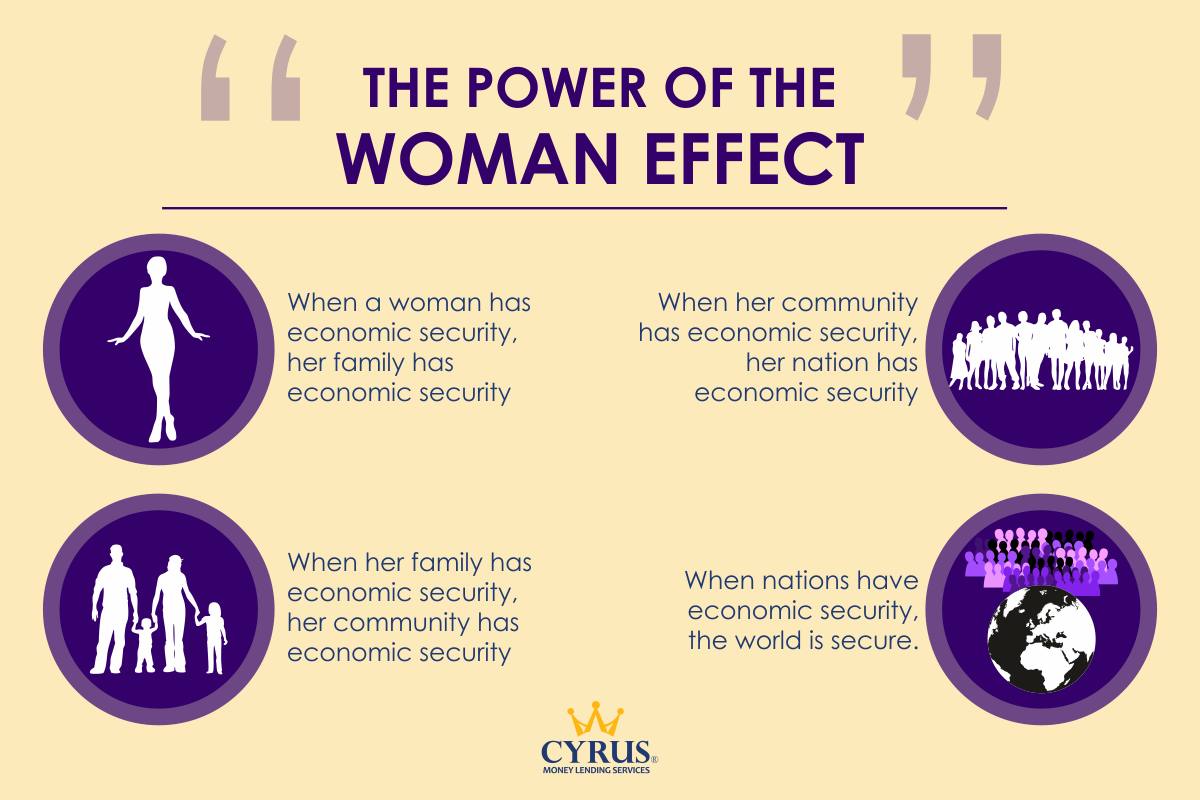 “ ”
THE POWER OF THE
WOMAN EFFECT
When a woman has
economic security,
her family has
economic security
When her family has
economic security,
her community has
economic security
When her community
has economic security,
her nation has
economic security
When nations have
economic security,
the world is secure.
CYRUS®
MONEY LENDING SERVICES